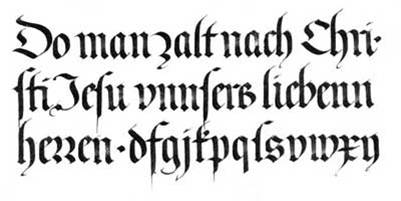 Do man zalt nach Chri-
sti Jesu vnnsers liebenn
herren · dfgjkpqlsvwxy